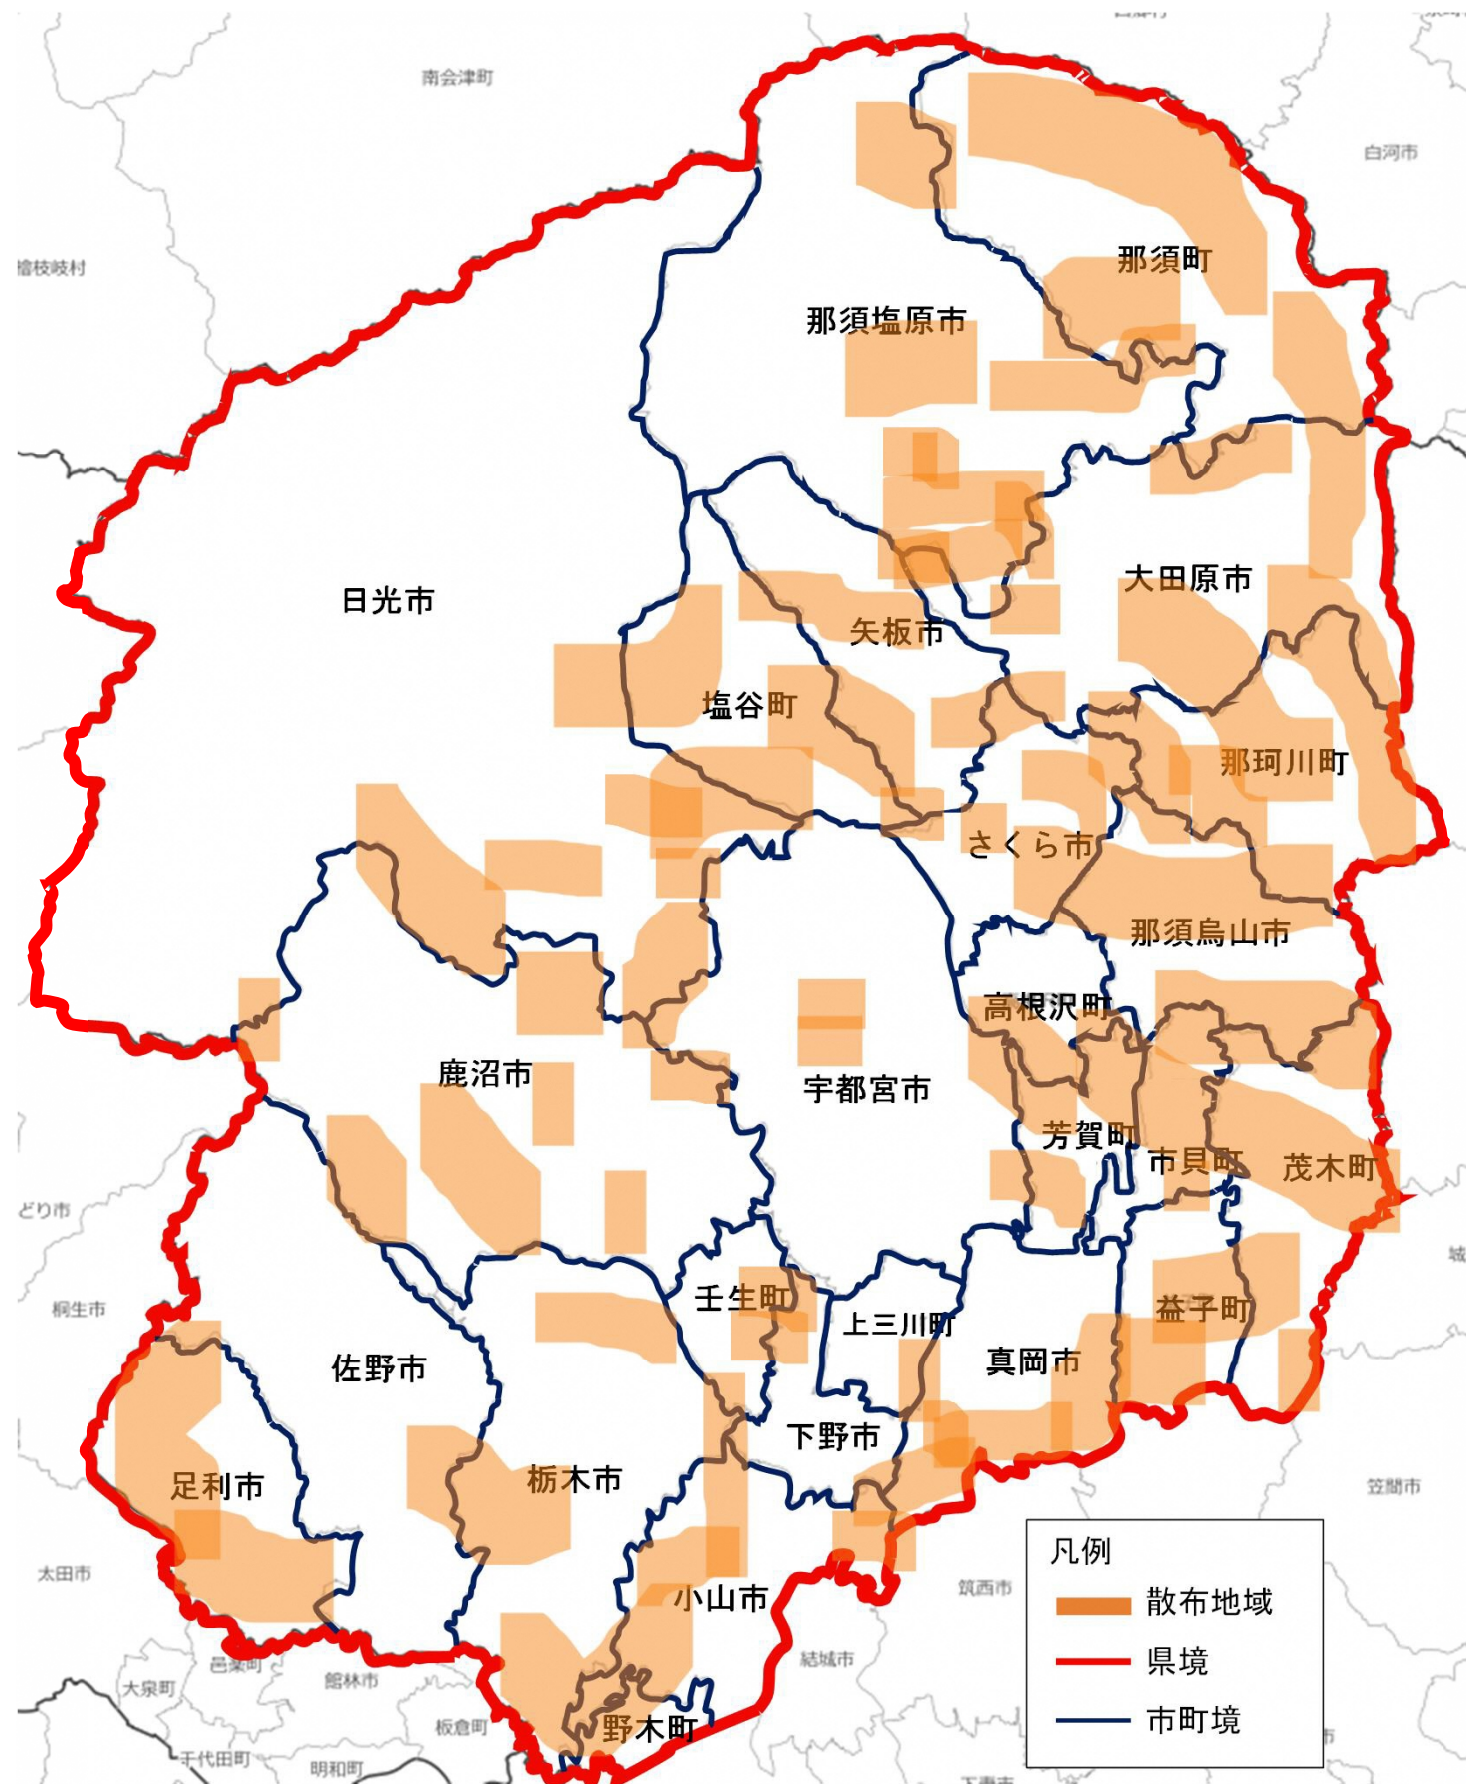 南会津町
白河市
檜枝岐村
那須町
那須塩原市
大田原市
日光市
矢板市
塩谷町
那珂川町
さくら市
那須烏山市
高根沢町
鹿沼市
宇都宮市
芳賀町
市貝町
茂木町
どり市
城
桐生市
壬生町
益子町
上三川町
佐野市
真岡市
下野市
足利市
栃木市
笠間市
太田市
筑西市
小山市
邑楽町
結城市
館林市
大泉町
野木町
板倉町
千代田町
明和町
凡例
散布地域
県境
市町境
市